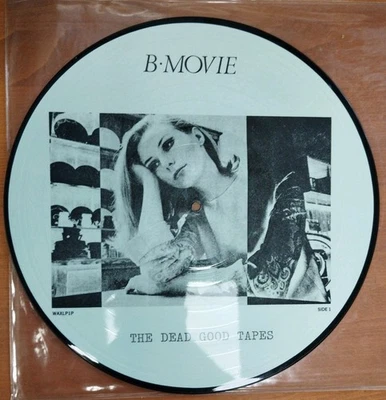 B·MOVIE
WAXLP1P
SIDE 1
THE DEAD GOOD TAPES